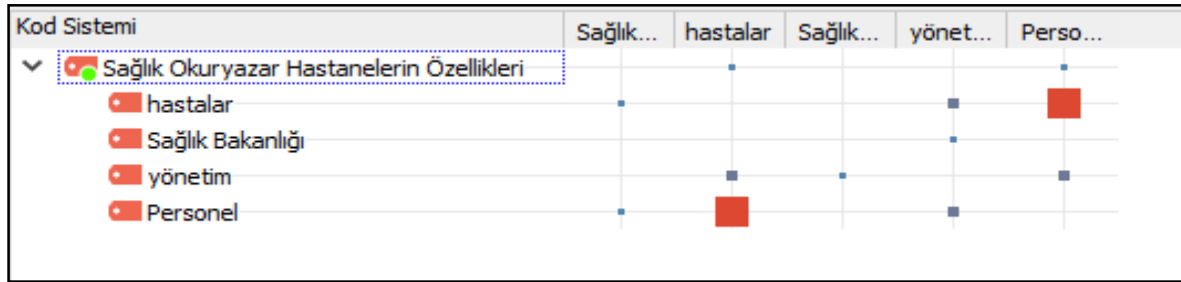 Kod Sistemi Sağlık... hastalar Sağlık... yönet... Perso...
Sağlık Okuryazar Hastanelerin Özellikleri
hastalar
Sağlık Bakanlığı
yönetim
Personel